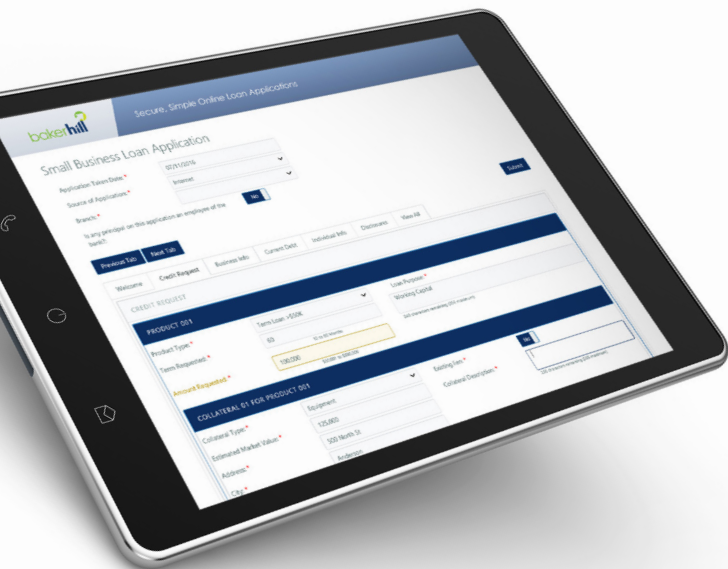 bakerhill
Secure, Simple Online Loan Applications
Small Business Loan Application
Application Taken Date:*
07/31/2016
Source of Application:*
Internet
Branch:*
Is any principal on this application an employee of the
bank?:
No
Submit
Previous Tab
Next Tab
Welcome
Credit Request
Business Info
Current Debt
Individual Info
Disclosures
View All
CREDIT REQUEST
PRODUCT 001
Product Type:*
Term Loan >$50K
Loan Purpose:*
Working Capital
Term Requested:*
60
Amount Requested:*
COLLATERAL 01 FOR PRODUCT 001
Collateral Type:*
Equipment
Existing Lien:*
No
Estimated Market Value:*
125,000
Collateral Description:*
Address:*
500 North St
City:*
Anderson